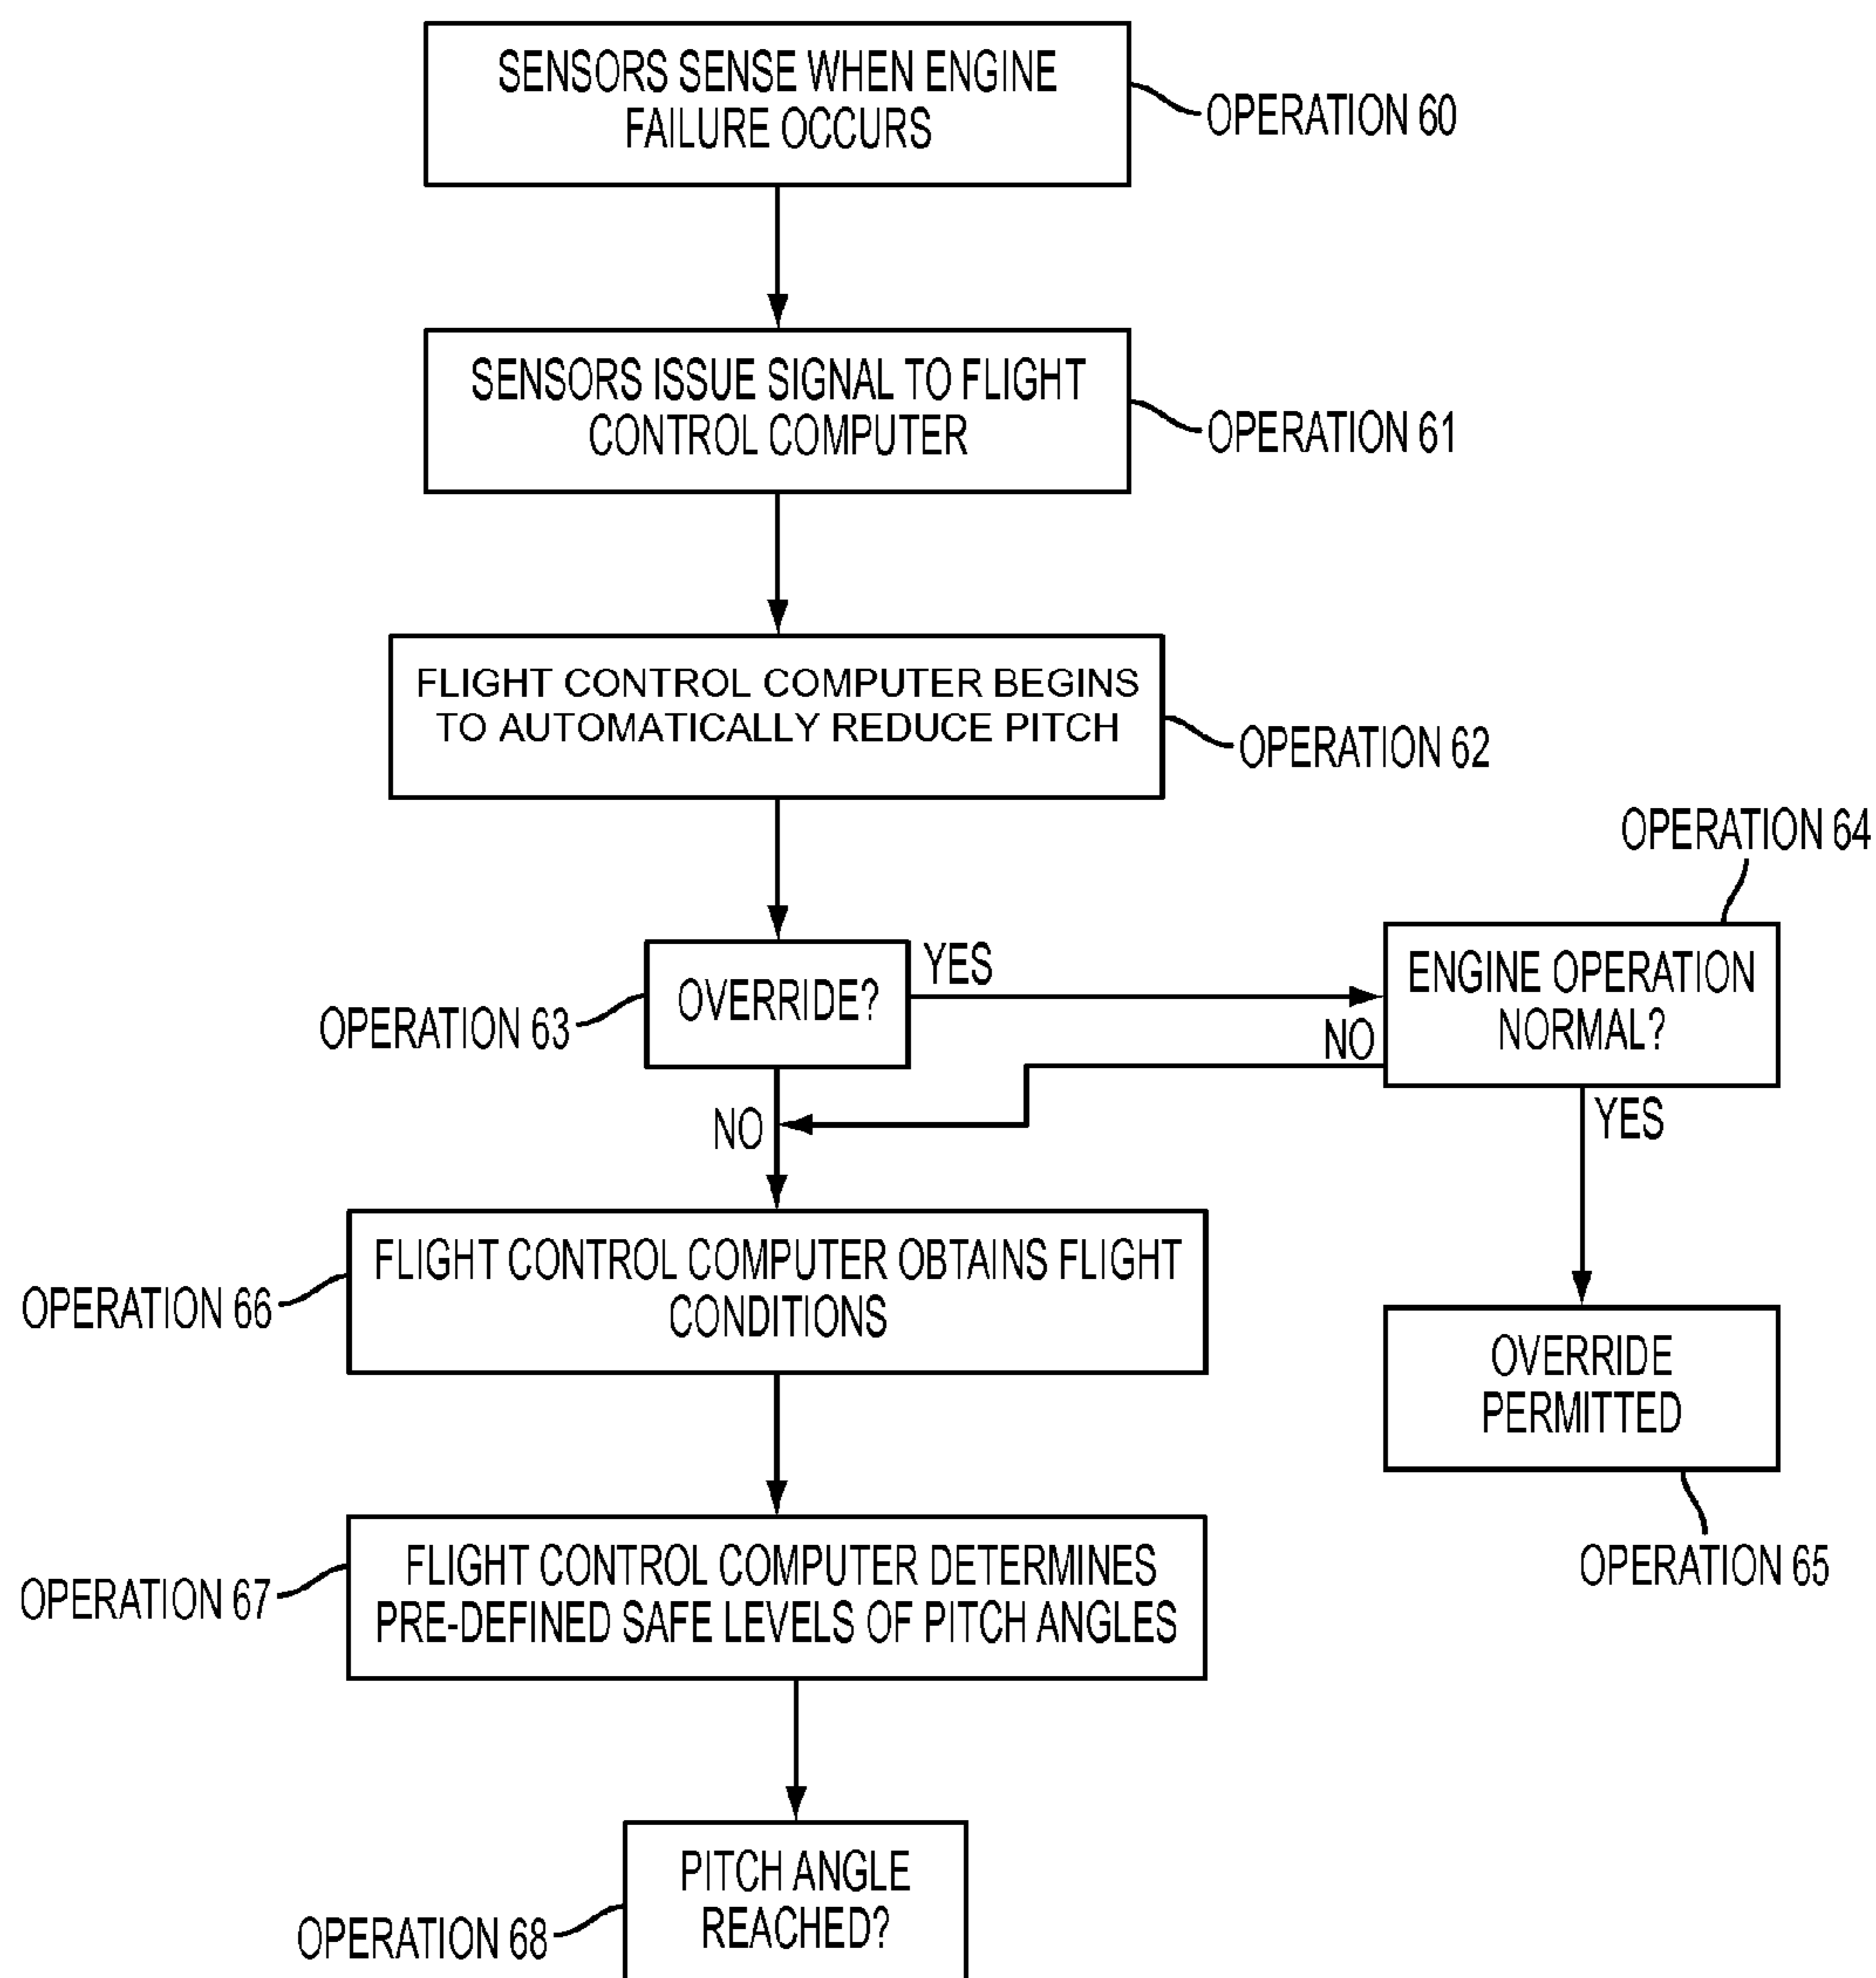 SENSORS SENSE WHEN ENGINE
FAILURE OCCURS
OPERATION 60
SENSORS ISSUE SIGNAL TO FLIGHT
CONTROL COMPUTER
OPERATION 61
FLIGHT CONTROL COMPUTER BEGINS
TO AUTOMATICALLY REDUCE PITCH
OPERATION 62
OPERATION 64
OVERRIDE?
YES
OPERATION 63
ENGINE OPERATION
NORMAL?
NO
NO
YES
FLIGHT CONTROL COMPUTER OBTAINS FLIGHT
CONDITIONS
OPERATION 66
OVERRIDE
PERMITTED
OPERATION 65
FLIGHT CONTROL COMPUTER DETERMINES
PRE-DEFINED SAFE LEVELS OF PITCH ANGLES
OPERATION 67
PITCH ANGLE
REACHED?
OPERATION 68